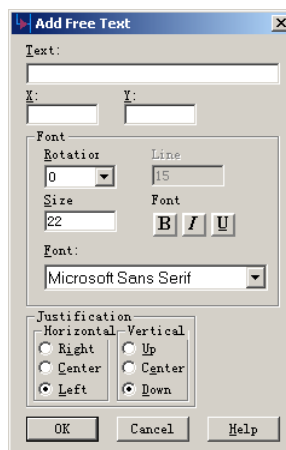 Add Free Text
Text:
X: Y:
Font
Rotation Line
0 15
Size Font
22 B I U
Font:
Microsoft Sans Serif
Justification
Horizontal Vertical
Right Up
Center Center
Left Down
OK Cancel Help